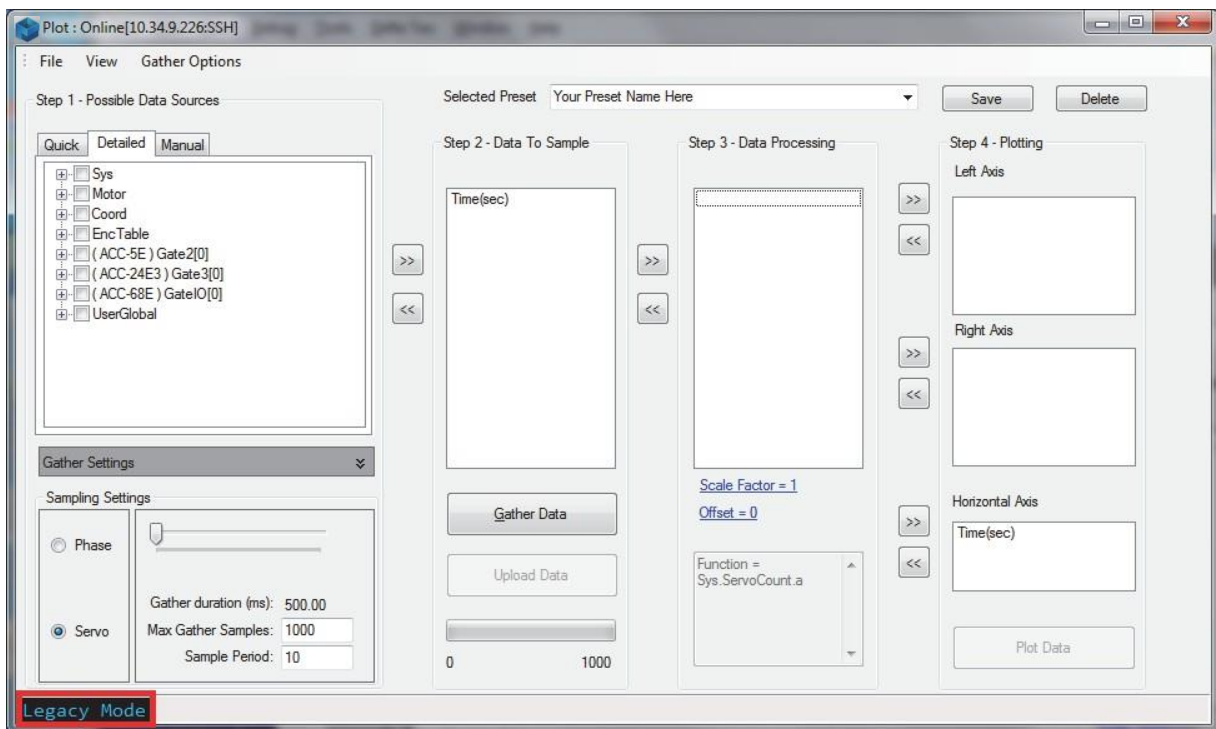 Plot : Online[10.34.9.226:SSH]
File View Gather Options
Step 1 - Possible Data Sources
Selected Preset Your Preset Name Here Save Delete
Quick Detailed Manual
Sys
Motor
Coord
EncTable
( ACC-5E ) Gate2[0]
( ACC-24E3 ) Gate3[0]
( ACC-68E ) GateIO[0]
UserGlobal
>>
<<
Gather Settings
Sampling Settings
Phase
Servo
Gather duration (ms): 500.00
Max Gather Samples: 1000
Sample Period: 10
Step 2 - Data To Sample
Time(sec)
>>
<<
Gather Data
Upload Data
0 1000
Step 3 - Data Processing
Scale Factor = 1
Offset = 0
Function =
Sys.ServoCount.a
Step 4 - Plotting
Left Axis
>>
<<
Right Axis
>>
<<
Horizontal Axis
>>
Time(sec)
<<
Plot Data
Legacy Mode